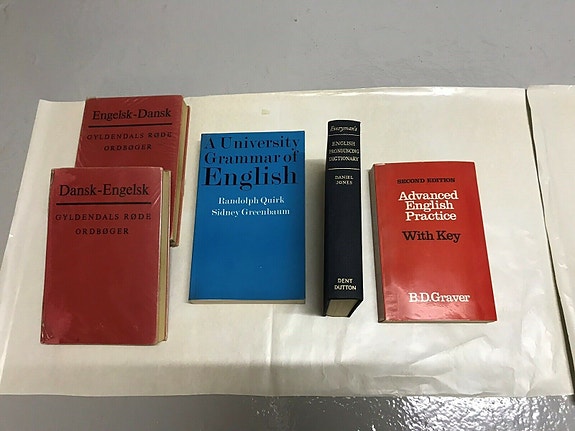 Engelsk-Dansk
GYLDENDALS RØDE
ORDBØGER
Dansk-Engelsk
GYLDENDALS RØDE
ORDBØGER
A University
Grammar of
English
Randolph Quirk
Sidney Greenbaum
Everyman's
ENGLISH
PRONOUNCING
DICTIONARY
DANIEL
JONES
DENT
DUTTON
SECOND EDITION
Advanced
English
Practice
With Key
B.D.Graver